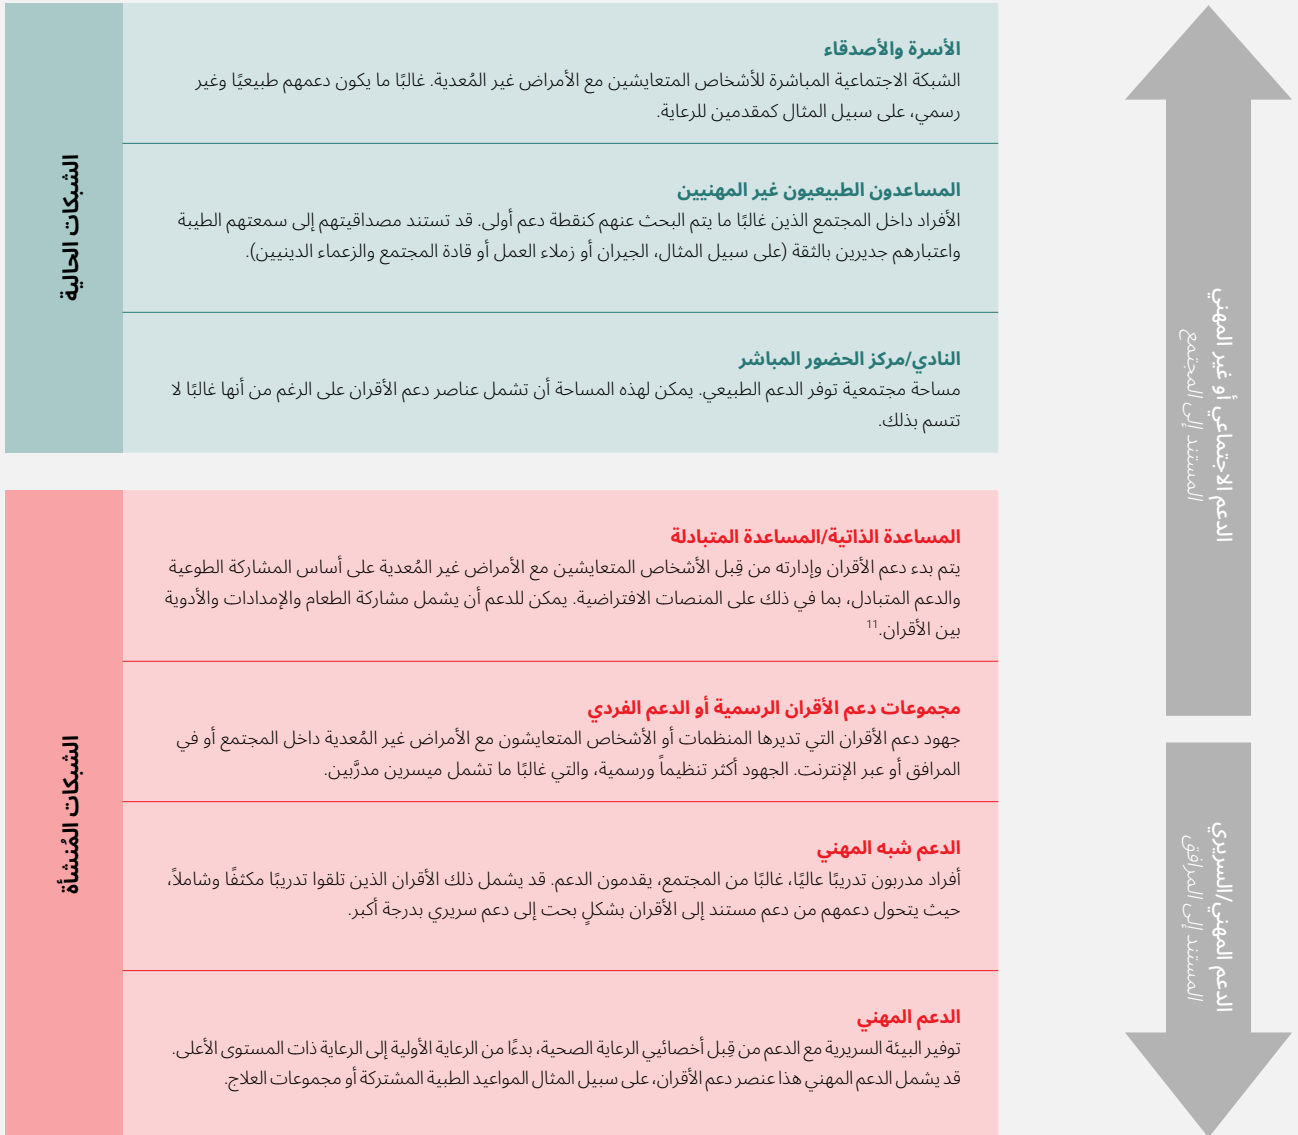 الشبكات الحالية
الأسرة والأصدقاء
الشبكة الاجتماعية المباشرة للأشخاص المتعايشين مع الأمراض غير المُعدية. غالبًا ما يكون دعمهم طبيعيًا وغير
رسمي، على سبيل المثال كمقدمين للرعاية.
المساعدون الطبيعيون غير المهنيين
الأفراد داخل المجتمع الذين غالبًا ما يتم البحث عنهم كنقطة دعم أولى. قد تستند مصداقيتهم إلى سمعتهم الطيبة
واعتبارهم جديرين بالثقة (على سبيل المثال، الجيران أو زملاء العمل أو قادة المجتمع والزعماء الدينيين).
النادي/مركز الحضور المباشر
مساحة مجتمعية توفر الدعم الطبيعي. يمكن لهذه المساحة أن تشمل عناصر دعم الأقران على الرغم من أنها غالبًا لا
تتسم بذلك.
الشبكات المُنشأة
المساعدة الذاتية/المساعدة المتبادلة
يتم بدء دعم الأقران وإدارته من قِبل الأشخاص المتعايشين مع الأمراض غير المُعدية على أساس المشاركة الطوعية
والدعم المتبادل، بما في ذلك على المنصات الافتراضية. يمكن للدعم أن يشمل مشاركة الطعام والإمدادات والأدوية
بين الأقران.11
مجموعات دعم الأقران الرسمية أو الدعم الفردي
جهود دعم الأقران التي تديرها المنظمات أو الأشخاص المتعايشون مع الأمراض غير المُعدية داخل المجتمع أو في
المرافق أو عبر الإنترنت. الجهود أكثر تنظيماً ورسمية، والتي غالبًا ما تشمل ميسرين مدرَّبين.
الدعم شبه المهني
أفراد مدربون تدريبًا عاليًا، غالبًا من المجتمع، يقدمون الدعم. قد يشمل ذلك الأقران الذين تلقوا تدريبًا مكثفًا وشاملاً،
حيث يتحول دعمهم من دعم مستند إلى الأقران بشكلٍ بحت إلى دعم سريري بدرجة أكبر.
الدعم المهني
توفير البيئة السريرية مع الدعم من قِبل أخصائيي الرعاية الصحية، بدءًا من الرعاية الأولية إلى الرعاية ذات المستوى الأعلى.
قد يشمل الدعم المهني هذا عنصر دعم الأقران، على سبيل المثال المواعيد الطبية المشتركة أو مجموعات العلاج.
الدعم الاجتماعي أو غير المهني
المستند إلى المجتمع
الدعم المهني/السريري
المستند إلى المرافق